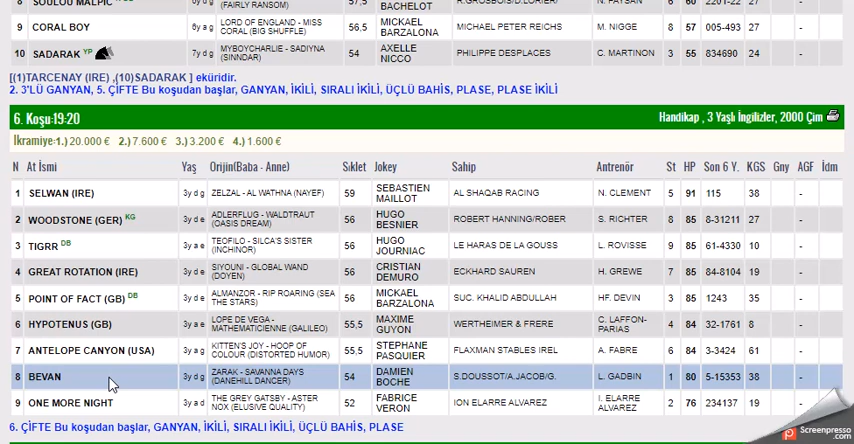 8 SOULOU MALPIC DB (FAIRLY RANSOM) BACHELOT
9 CORAL BOY 6y a g LORD OF ENGLAND - MISS CORAL (BIG SHUFFLE) 56,5 MICKAEL BARZALONA MICHAEL PETER REICHS M. NIGGE 8 57 005-493 27 -
10 SADARAK YP 7y d g MYBOYCHARLIE - SADIYNA (SINNDAR) 54 AXELLE NICCO PHILIPPE DESPLACES C. MARTINON 3 55 834690 24 -
[(1)TARCENAY (IRE) ,(10)SADARAK ] eküridir.
2. 3'LÜ GANYAN, 5. ÇİFTE Bu koşudan başlar, GANYAN, İKİLİ, SIRALI İKİLİ, ÜÇLÜ BAHİS, PLASE, PLASE İKİLİ
6. Koşu:19:20 Handikap , 3 Yaşlı İngilizler, 2000 Çim
İkramiye:1.) 20.000 € 2.) 7.600 € 3.) 3.200 € 4.) 1.600 €
N At İsmi Yaş Orijin(Baba - Anne) Sıklet Jokey Sahip Antrenör St HP Son 6 Y. KGS Gny AGF İdm
1 SELWAN (IRE) 3y d g ZELZAL - AL WATHNA (NAYEF) 59 SEBASTIEN MAILLOT AL SHAQAB RACING N. CLEMENT 5 91 115 38 -
2 WOODSTONE (GER) KG 3y d e ADLERFLUG - WALDTRAUT (OASIS DREAM) 56 HUGO BESNIER ROBERT HANNING/ROBER S. RICHTER 8 85 8-31211 27 -
3 TIGRR DB 3y a e TEOFILO - SILCA'S SISTER (INCHINOR) 56 HUGO JOURNIAC LE HARAS DE LA GOUSS L. ROVISSE 9 85 61-4330 10 -
4 GREAT ROTATION (IRE) 3y d e SIYOUNI - GLOBAL WAND (DOYEN) 56 CRISTIAN DEMURO ECKHARD SAUREN H. GREWE 7 85 84-8104 19 -
5 POINT OF FACT (GB) DB 3y d e ALMANZOR - RIP ROARING (SEA THE STARS) 56 MICKAEL BARZALONA SUC. KHALID ABDULLAH HF. DEVIN 3 85 1243 35 -
6 HYPOTENUS (GB) 3y a e LOPE DE VEGA - MATHEMATICIENNE (GALILEO) 55,5 MAXIME GUYON WERTHEIMER & FRERE C. LAFFON-PARIAS 4 84 32-1761 8 -
7 ANTELOPE CANYON (USA) 3y a g KITTEN'S JOY - HOOP OF COLOUR (DISTORTED HUMOR) 55,5 STEPHANE PASQUIER FLAXMAN STABLES IREL A. FABRE 6 84 3-3424 61 -
8 BEVAN 3y d g ZARAK - SAVANNA DAYS (DANEHILL DANCER) 54 DAMIEN BOCHE S.DOUSSOT/A.JACOB/G. L. GADBIN 1 80 5-15353 38 -
9 ONE MORE NIGHT 3y a d THE GREY GATSBY - ASTER NOX (ELUSIVE QUALITY) 52 FABRICE VERON ION ELARRE ALVAREZ I. ELARRE ALVAREZ 2 76 234137 19 -
6. ÇİFTE Bu koşudan başlar, GANYAN, İKİLİ, SIRALI İKİLİ, ÜÇLÜ BAHİS, PLASE
Screenpresso.com